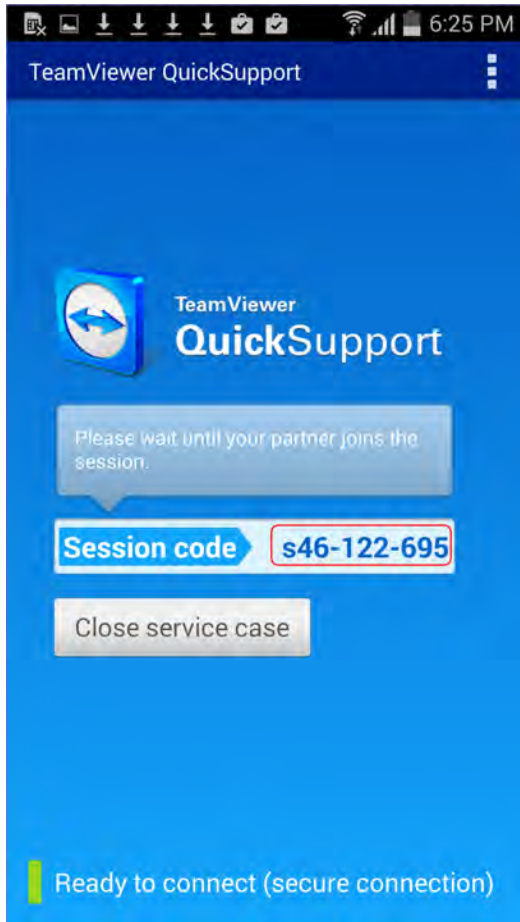 6:25 PM
TeamViewer QuickSupport
TeamViewer
QuickSupport
Please wait until your partner joins the
session.
Session code s46-122-695
Close service case
Ready to connect (secure connection)